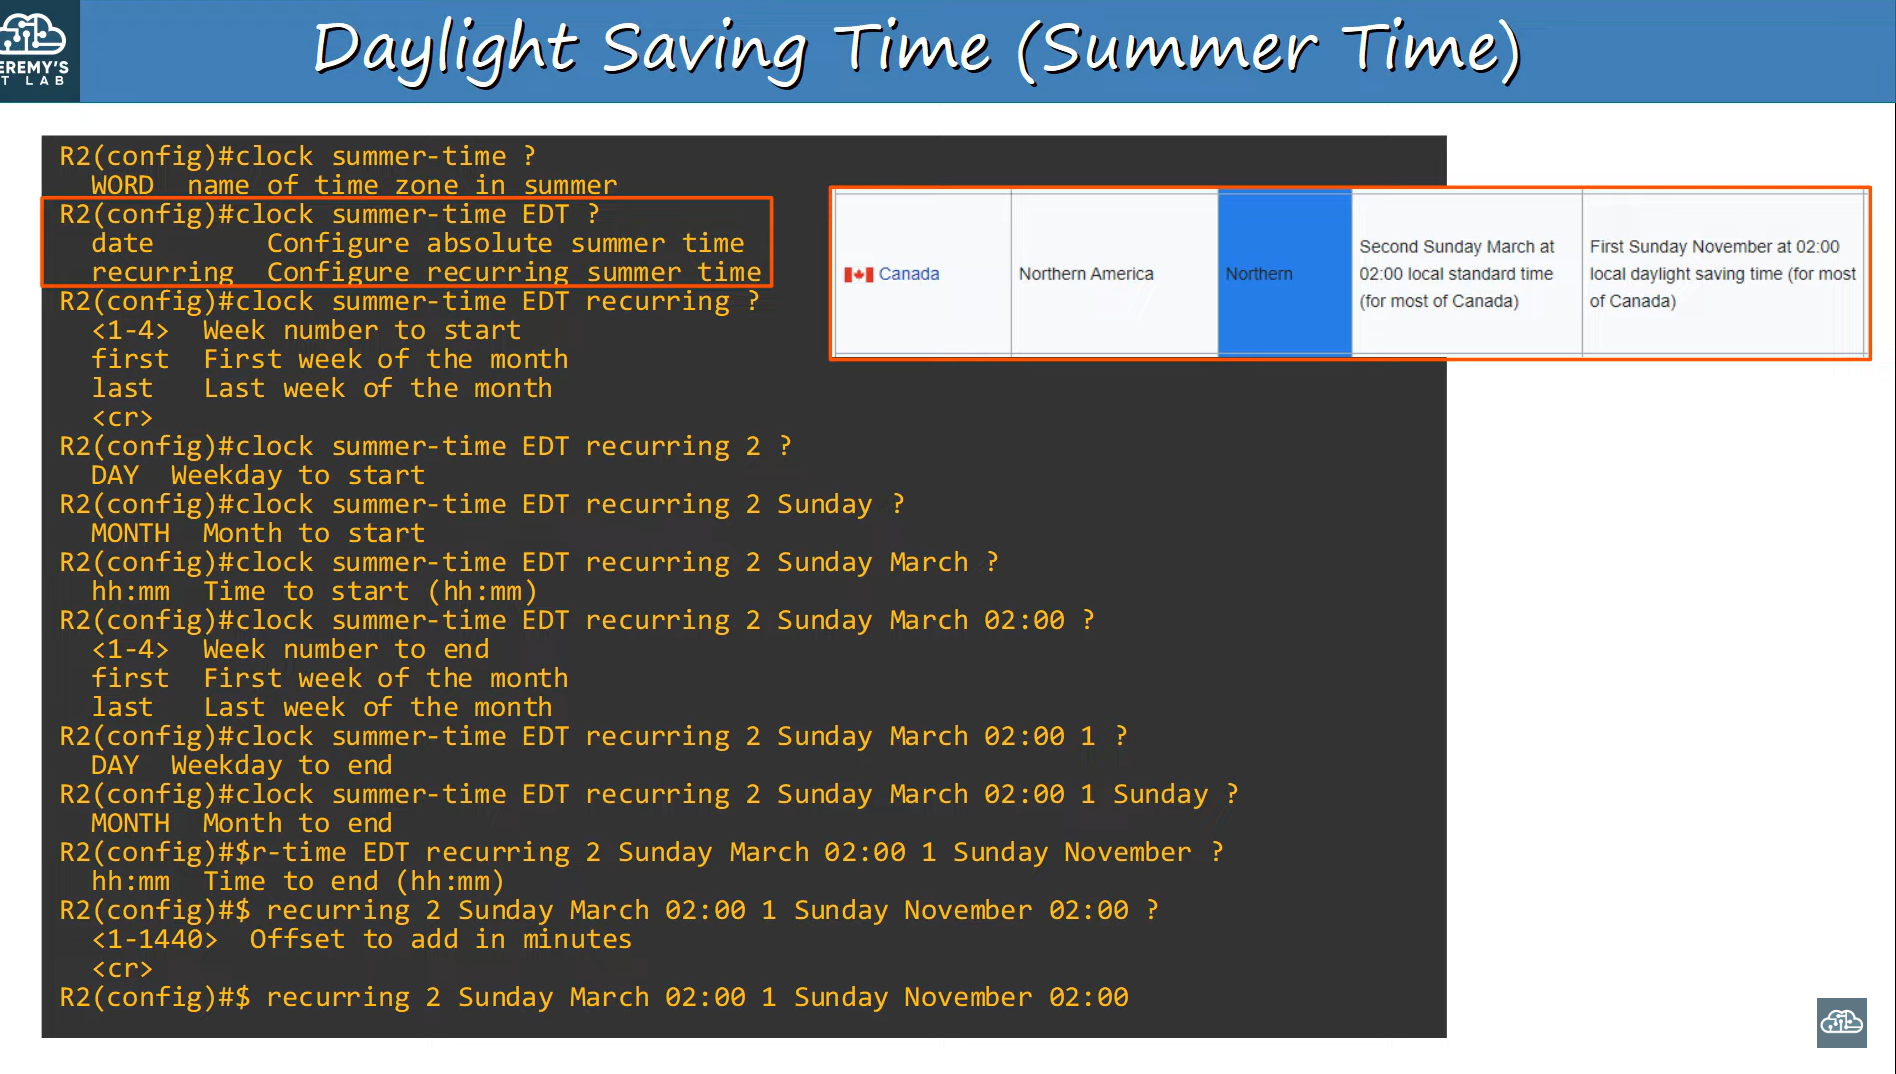 JEREMY'S
IT LAB
Daylight Saving Time (Summer Time)
R2(config)#clock summer-time ?
WORD  name of time zone in summer
R2(config)#clock summer-time EDT ?
date       Configure absolute summer time
recurring  Configure recurring summer time
R2(config)#clock summer-time EDT recurring ?
<1-4>  Week number to start
first  First week of the month
last   Last week of the month
<cr>
R2(config)#clock summer-time EDT recurring 2 ?
DAY  Weekday to start
R2(config)#clock summer-time EDT recurring 2 Sunday ?
MONTH  Month to start
R2(config)#clock summer-time EDT recurring 2 Sunday March ?
hh:mm  Time to start (hh:mm)
R2(config)#clock summer-time EDT recurring 2 Sunday March 02:00 ?
<1-4>  Week number to end
first  First week of the month
last   Last week of the month
R2(config)#clock summer-time EDT recurring 2 Sunday March 02:00 1 ?
DAY  Weekday to end
R2(config)#clock summer-time EDT recurring 2 Sunday March 02:00 1 Sunday ?
MONTH  Month to end
R2(config)#$r-time EDT recurring 2 Sunday March 02:00 1 Sunday November ?
hh:mm  Time to end (hh:mm)
R2(config)#$ recurring 2 Sunday March 02:00 1 Sunday November 02:00 ?
<1-1440>  Offset to add in minutes
<cr>
R2(config)#$ recurring 2 Sunday March 02:00 1 Sunday November 02:00
Canada
Northern America
Northern
Second Sunday March at
02:00 local standard time
(for most of Canada)
First Sunday November at 02:00
local daylight saving time (for most
of Canada)